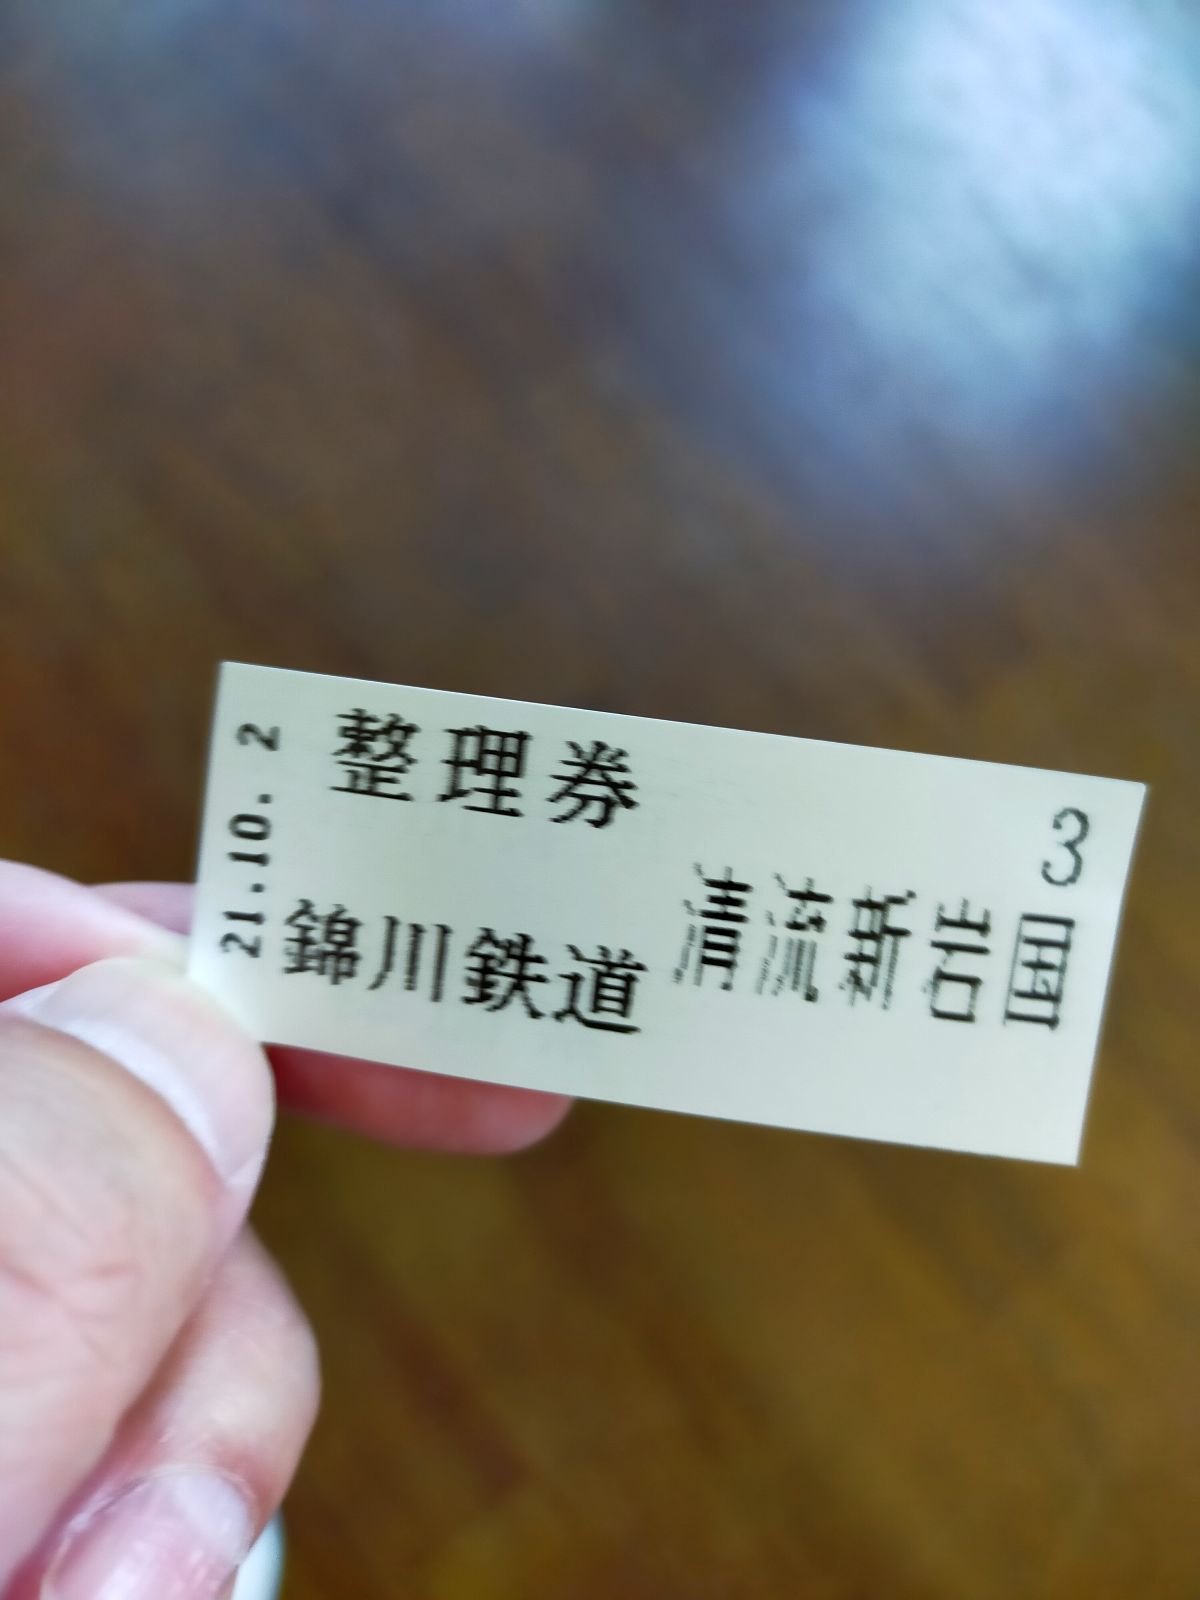 整理券
3
21.10. 2
錦川鉄道
清流新岩国